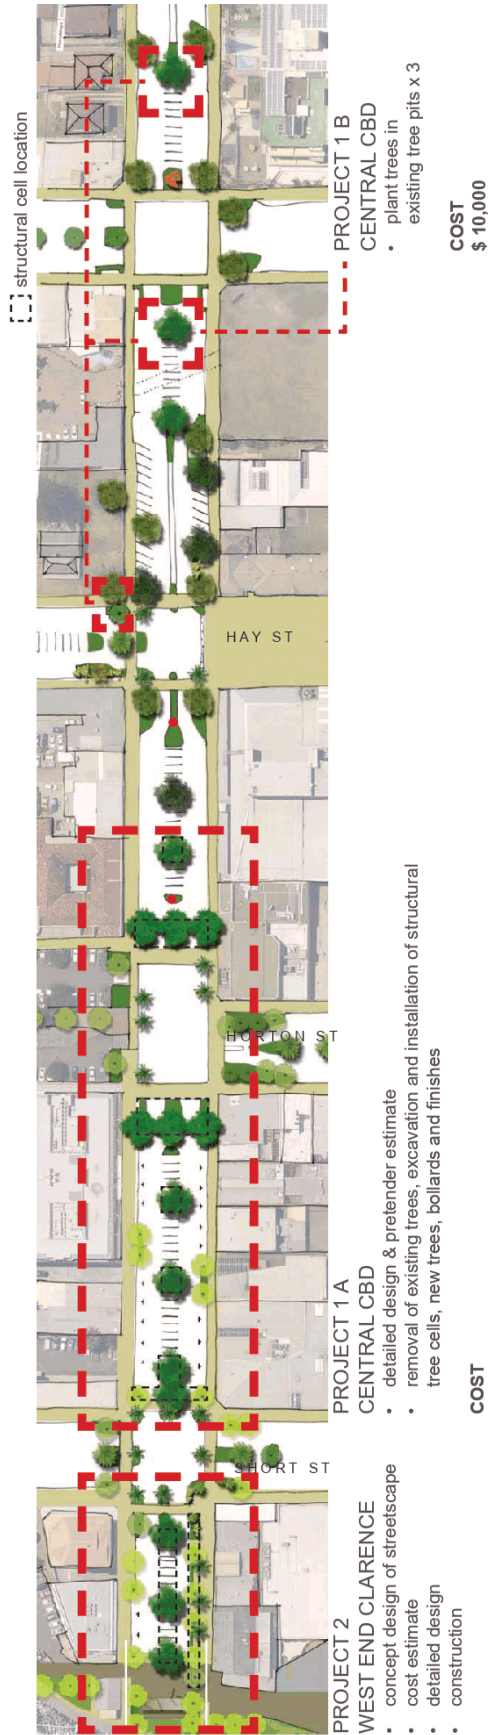 structural cell location
HAY ST
HORTON ST
SHORT ST
PROJECT 2
WEST END CLARENCE
• concept design of streetscape
• cost estimate
• detailed design
• construction
PROJECT 1 A
CENTRAL CBD
• detailed design & pretender estimate
• removal of existing trees, excavation and installation of structural
tree cells, new trees, bollards and finishes
COST
PROJECT 1 B
CENTRAL CBD
• plant trees in
existing tree pits x 3
COST
$ 10,000